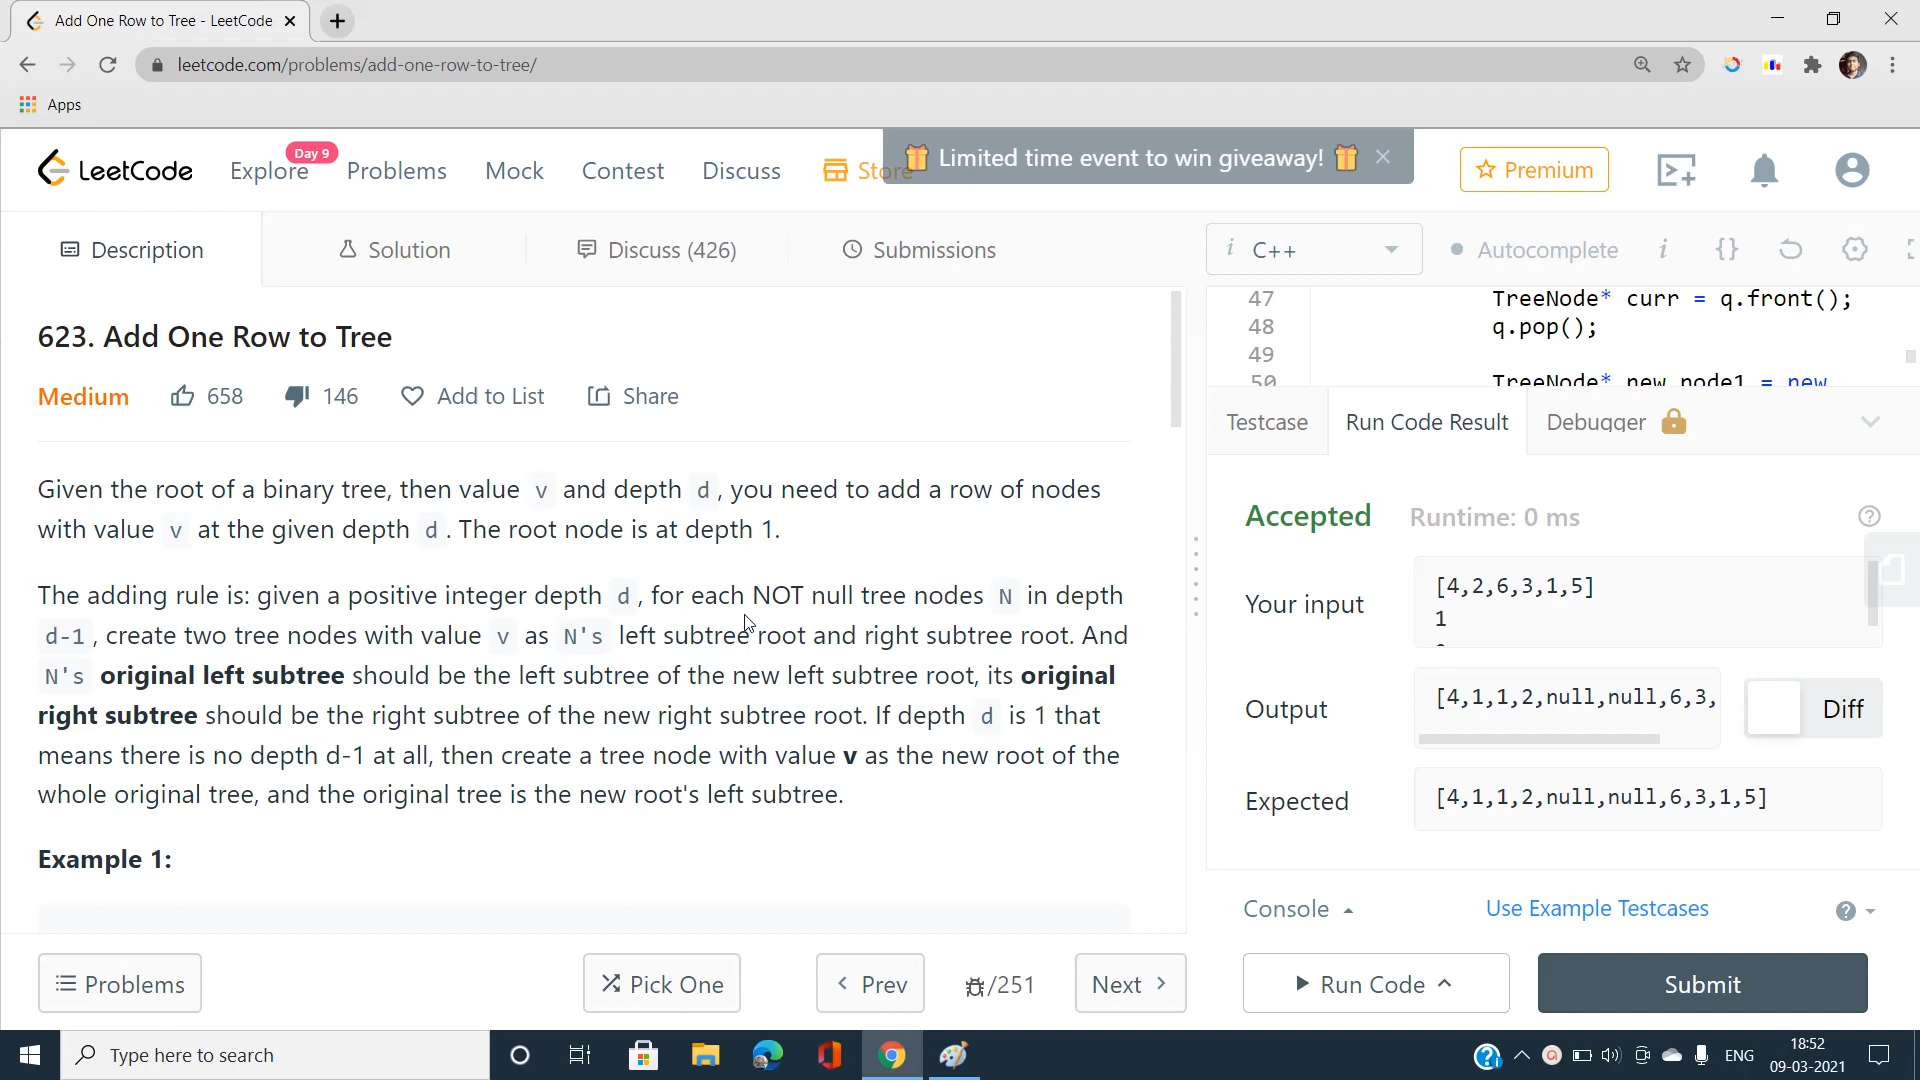 Add One Row to Tree - LeetCode
leetcode.com/problems/add-one-row-to-tree/
Apps
LeetCode
Explore
Day 9
Problems
Mock
Contest
Discuss
Store
Limited time event to win giveaway!
Premium
Description
Solution
Discuss (426)
Submissions
i C++
Autocomplete
i
{}
623. Add One Row to Tree
Medium
658
146
Add to List
Share
Given the root of a binary tree, then value v and depth d, you need to add a row of nodes
with value v at the given depth d. The root node is at depth 1.
The adding rule is: given a positive integer depth d, for each NOT null tree nodes N in depth
d-1, create two tree nodes with value v as N's left subtree root and right subtree root. And
N's original left subtree should be the left subtree of the new left subtree root, its original
right subtree should be the right subtree of the new right subtree root. If depth d is 1 that
means there is no depth d-1 at all, then create a tree node with value v as the new root of the
whole original tree, and the original tree is the new root's left subtree.
Example 1:
47 TreeNode* curr = q.front();
48 q.pop();
49
50 TreeNode* new_node1 = new
Testcase
Run Code Result
Debugger
Accepted
Runtime: 0 ms
Your input
[4,2,6,3,1,5]
1
Output
[4,1,1,2,null,null,6,3,
Diff
Expected
[4,1,1,2,null,null,6,3,1,5]
Console
Use Example Testcases
Problems
Pick One
Prev
/251
Next
Run Code
Submit
Type here to search
ENG
18:52
09-03-2021